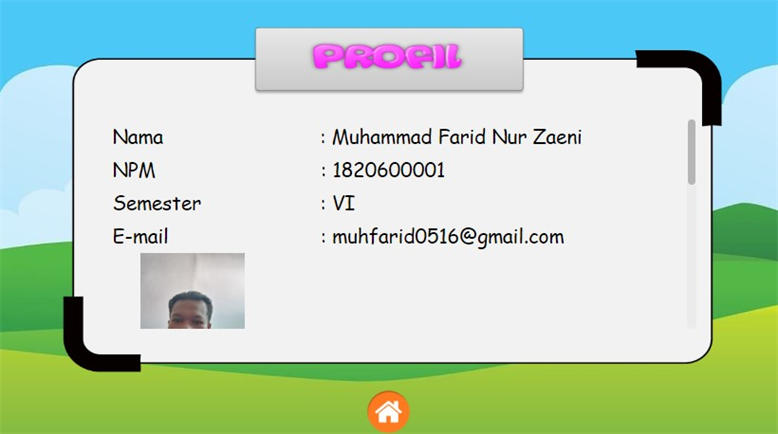 PROFIL
Nama : Muhammad Farid Nur Zaeni
NPM : 1820600001
Semester : VI
E-mail : muhfarid0516@gmail.com